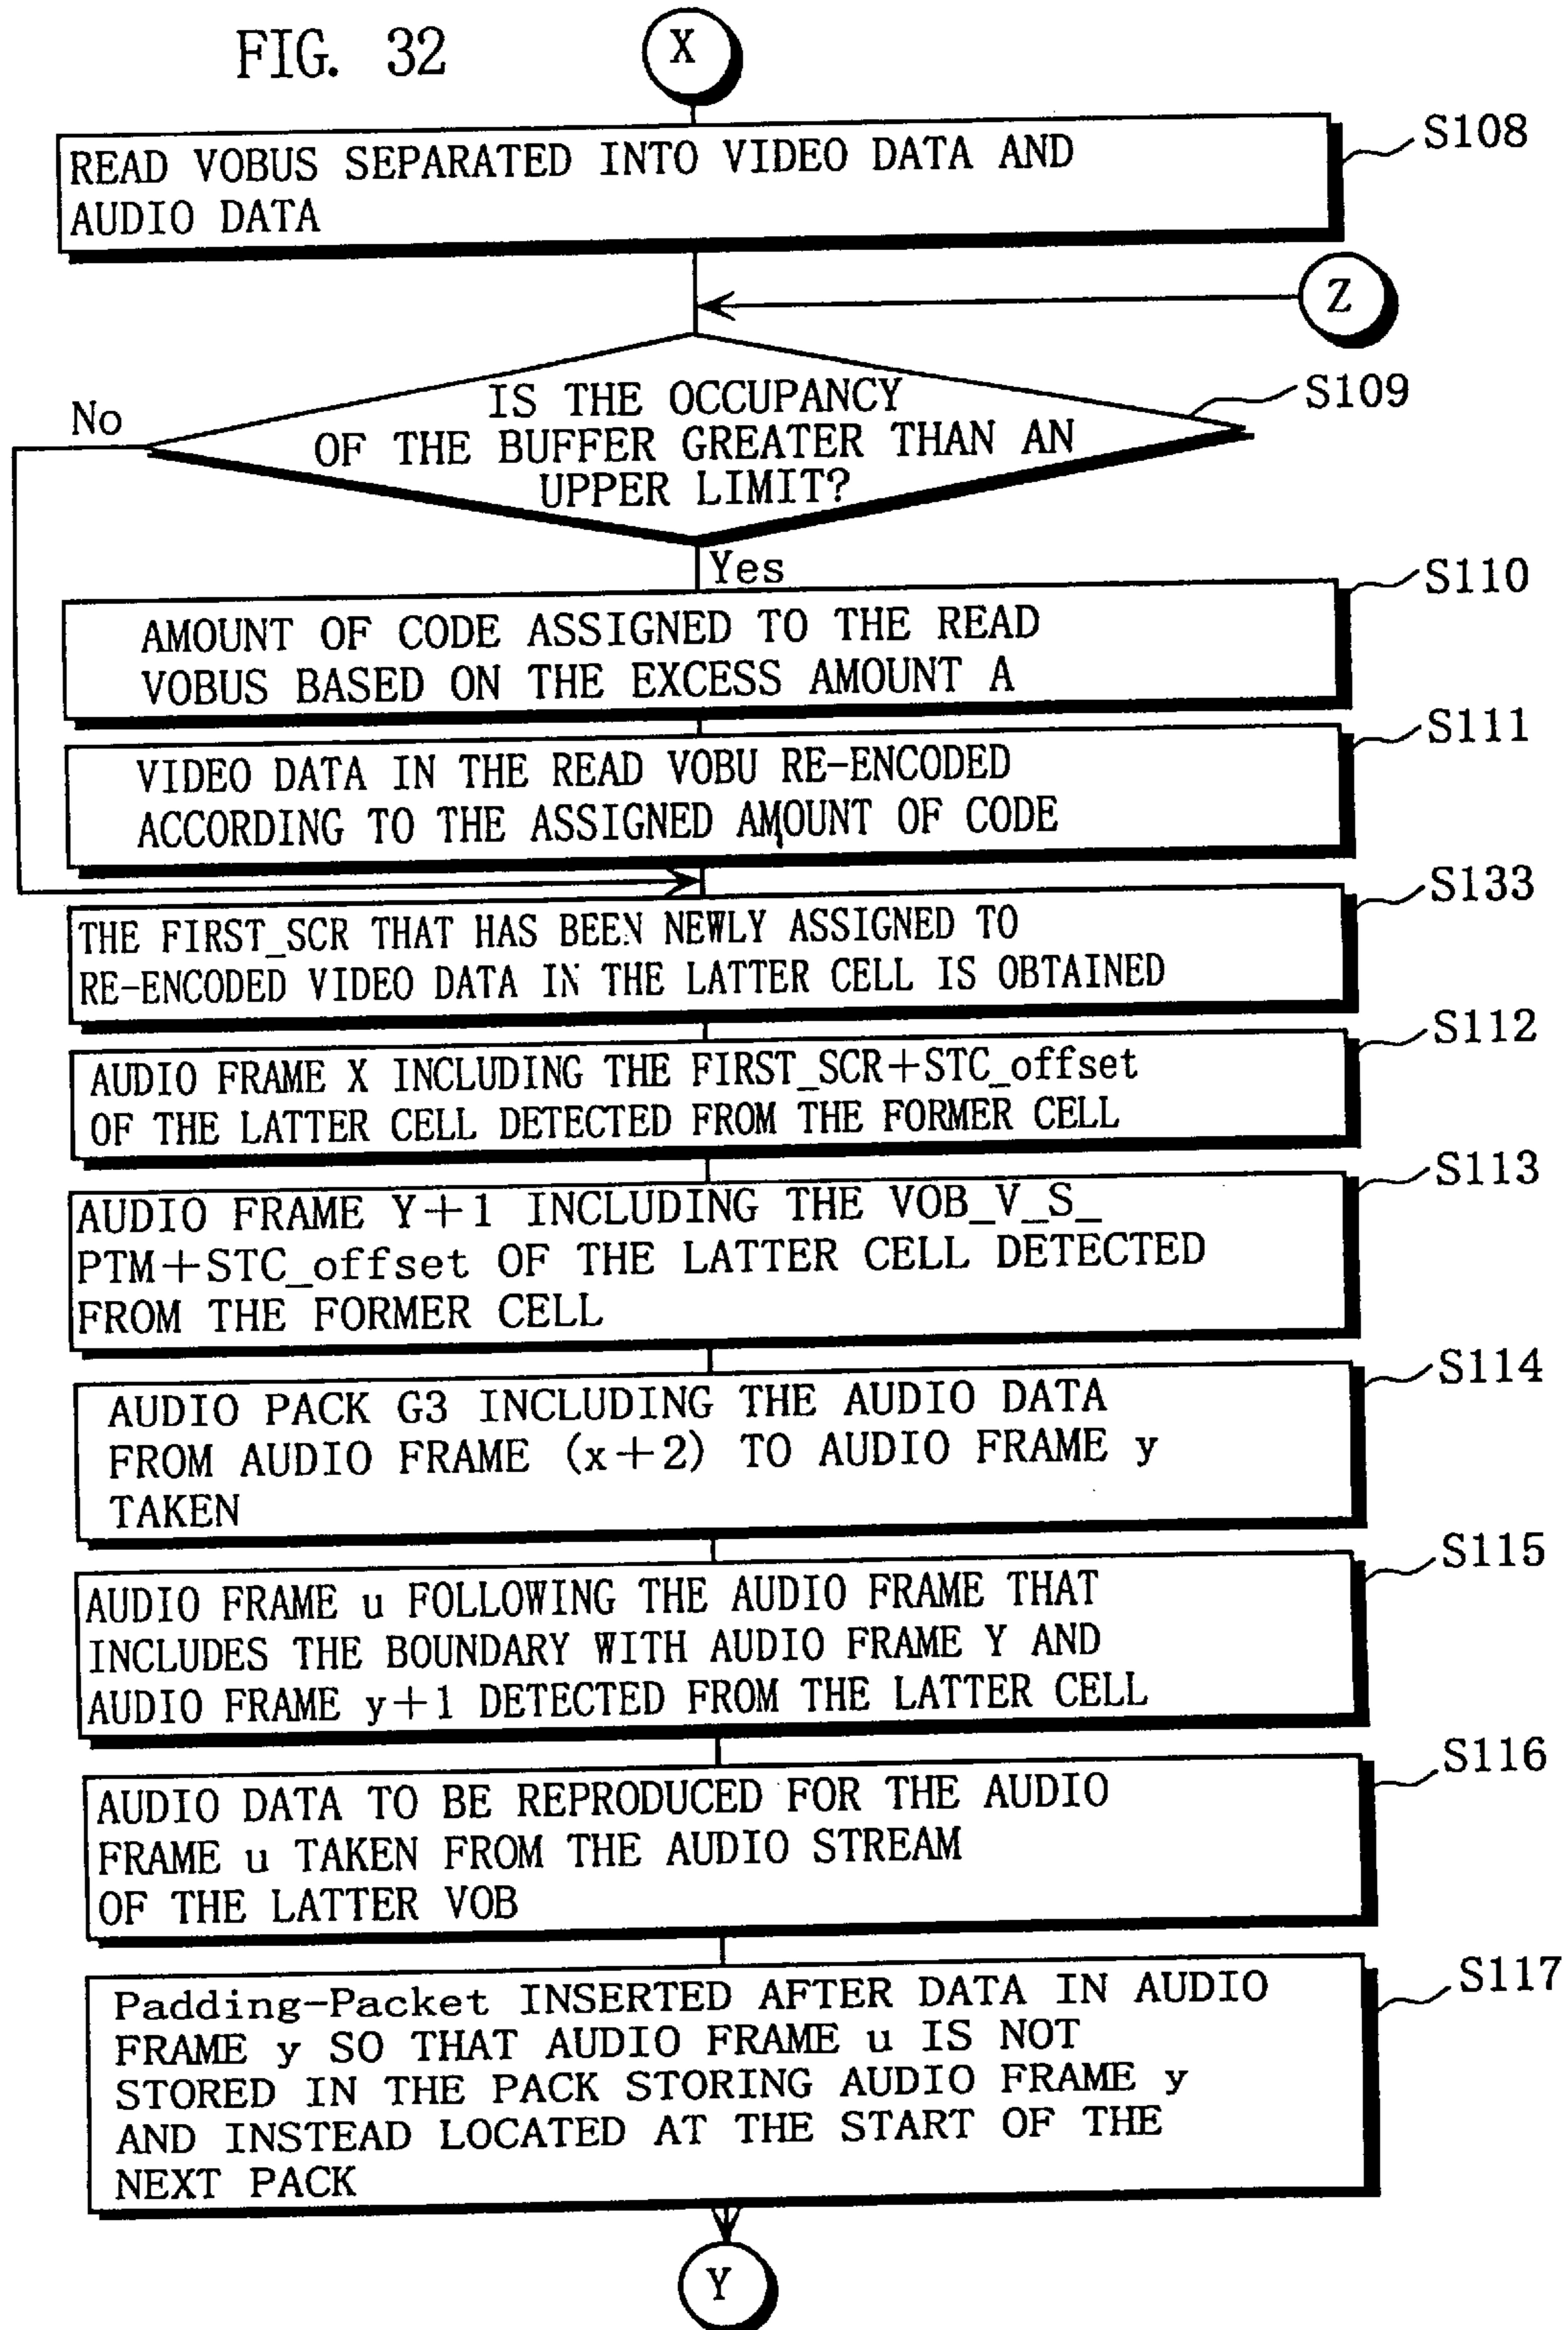 FIG. 32
X
S108
READ VOBUS SEPARATED INTO VIDEO DATA AND
AUDIO DATA
Z
S109
IS THE OCCUPANCY
OF THE BUFFER GREATER THAN AN
UPPER LIMIT?
No
Yes
S110
AMOUNT OF CODE ASSIGNED TO THE READ
VOBUS BASED ON THE EXCESS AMOUNT A
S111
VIDEO DATA IN THE READ VOBU RE-ENCODED
ACCORDING TO THE ASSIGNED AMOUNT OF CODE
S133
THE FIRST_SCR THAT HAS BEEN NEWLY ASSIGNED TO
RE-ENCODED VIDEO DATA IN THE LATTER CELL IS OBTAINED
S112
AUDIO FRAME X INCLUDING THE FIRST_SCR+STC_offset
OF THE LATTER CELL DETECTED FROM THE FORMER CELL
S113
AUDIO FRAME Y+1 INCLUDING THE VOB_V_S_
PTM+STC_offset OF THE LATTER CELL DETECTED
FROM THE FORMER CELL
S114
AUDIO PACK G3 INCLUDING THE AUDIO DATA
FROM AUDIO FRAME (x+2) TO AUDIO FRAME y
TAKEN
S115
AUDIO FRAME u FOLLOWING THE AUDIO FRAME THAT
INCLUDES THE BOUNDARY WITH AUDIO FRAME Y AND
AUDIO FRAME y+1 DETECTED FROM THE LATTER CELL
S116
AUDIO DATA TO BE REPRODUCED FOR THE AUDIO
FRAME u TAKEN FROM THE AUDIO STREAM
OF THE LATTER VOB
S117
Padding-Packet INSERTED AFTER DATA IN AUDIO
FRAME y SO THAT AUDIO FRAME u IS NOT
STORED IN THE PACK STORING AUDIO FRAME y
AND INSTEAD LOCATED AT THE START OF THE
NEXT PACK
Y